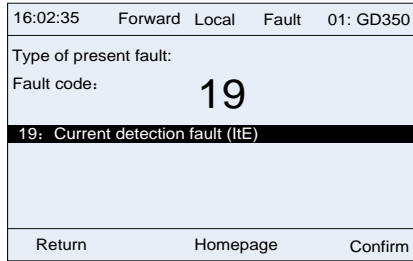 16:02:35 Forward Local Fault 01: GD350
Type of present fault:
Fault code：
19
19：Current detection fault (ItE)
Return Homepage Confirm